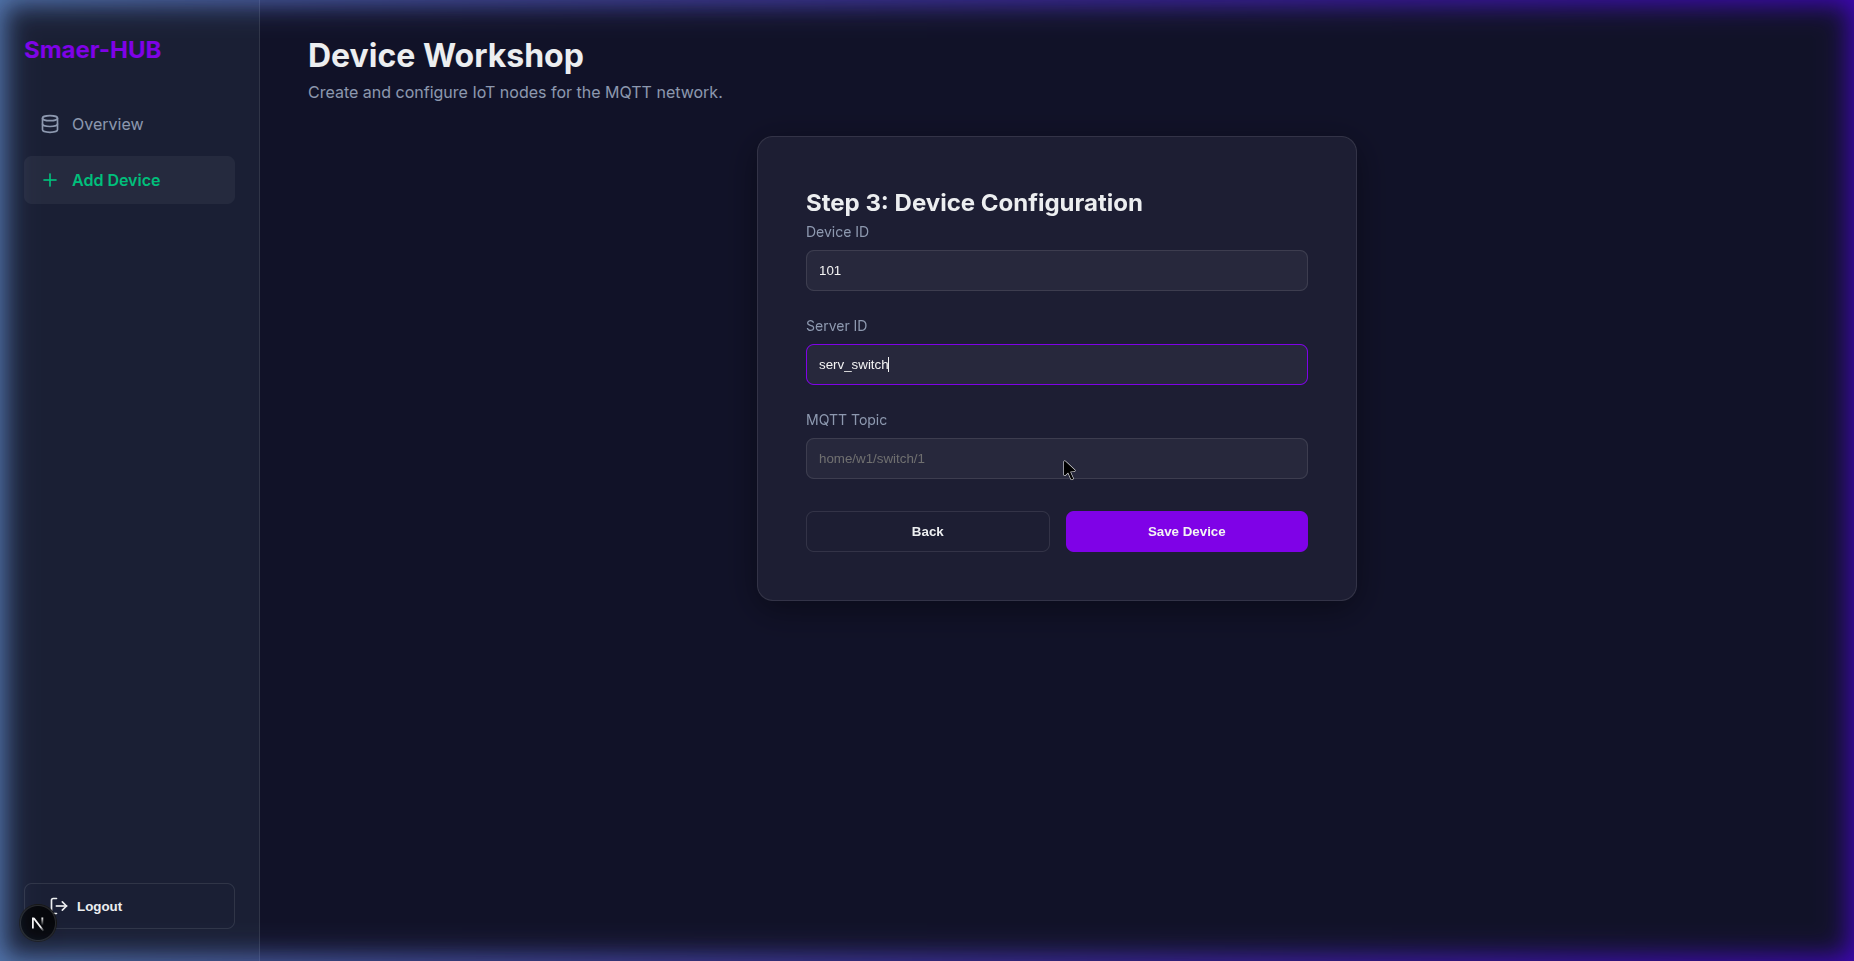 Smaer-HUB
Overview
Add Device
Logout
N
Device Workshop
Create and configure IoT nodes for the MQTT network.
Step 3: Device Configuration
Device ID
101
Server ID
serv_switch
MQTT Topic
home/w1/switch/1
Back
Save Device